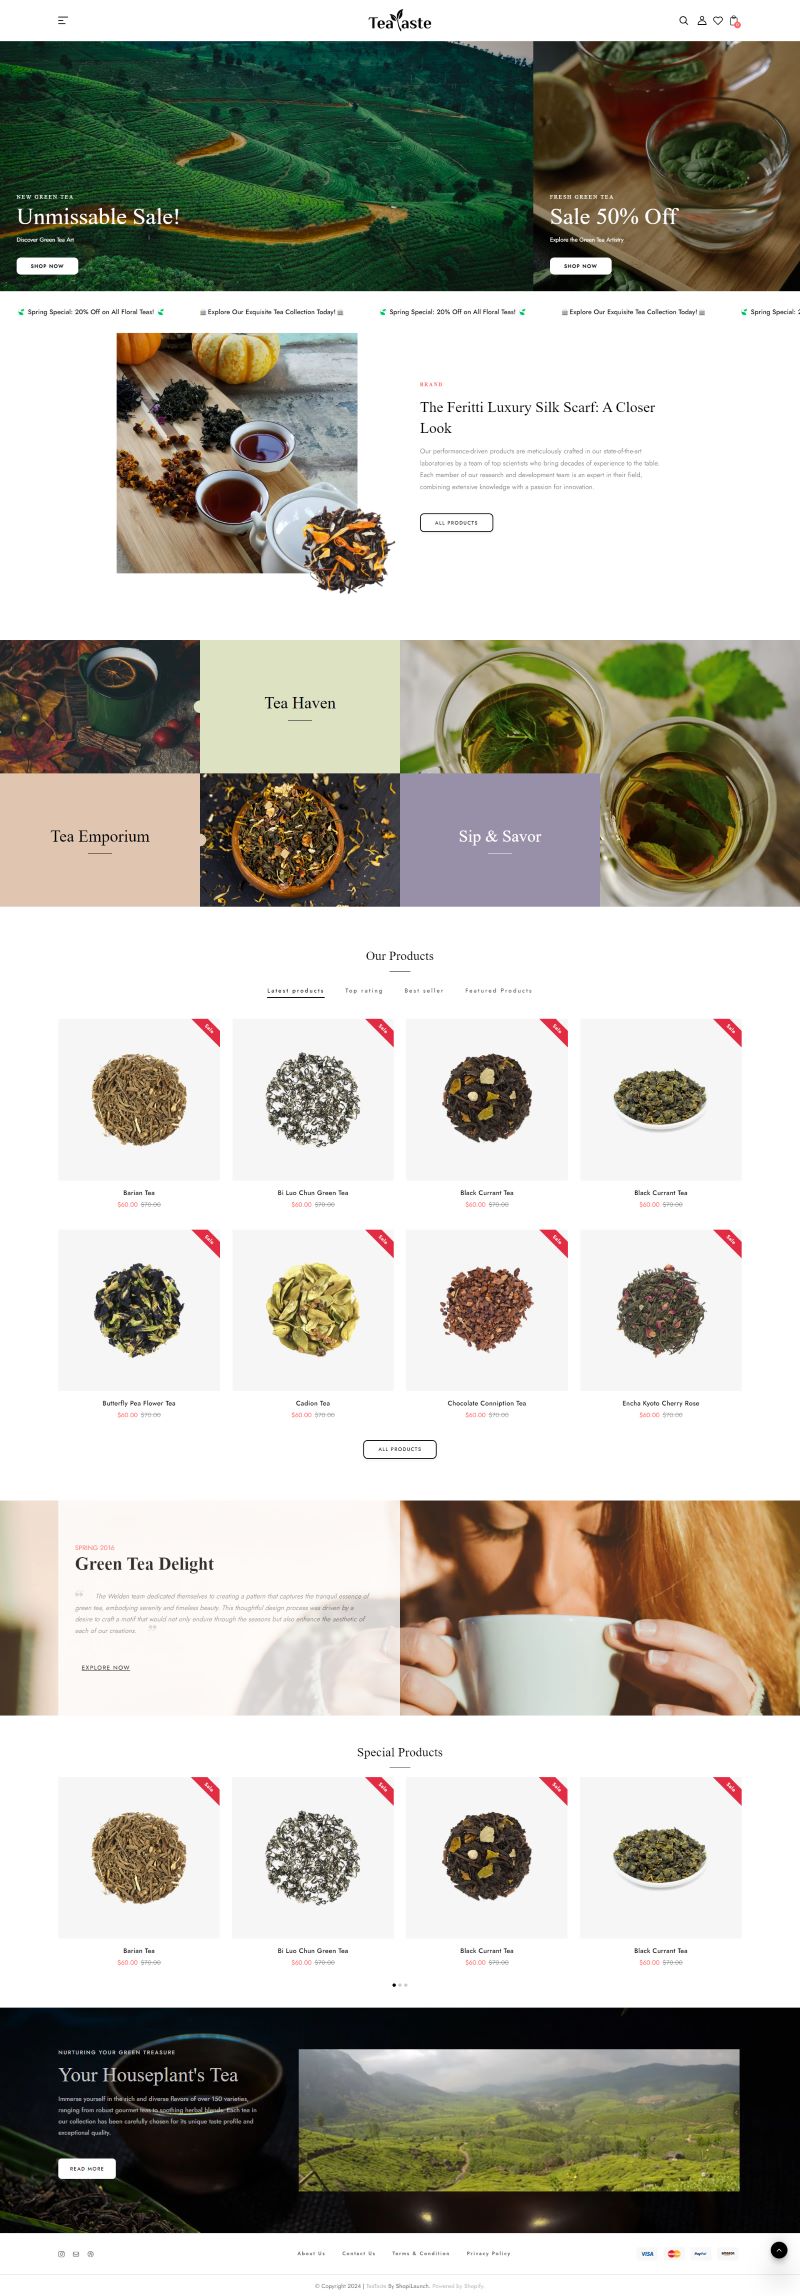 TeaTaste
0
NEW GREEN TEA
Unmissable Sale!
Discover Green Tea Art
SHOP NOW
FRESH GREEN TEA
Sale 50% Off
Explore the Green Tea Artistry
SHOP NOW
Spring Special: 20% Off on All Floral Teas!
Explore Our Exquisite Tea Collection Today!
Spring Special: 20% Off on All Floral Teas!
Explore Our Exquisite Tea Collection Today!
Spring Special: 2
BRAND
The Feritti Luxury Silk Scarf: A Closer
Look
Our performance-driven products are meticulously crafted in our state-of-the-art
laboratories by a team of top scientists who bring decades of experience to the table.
Each member of our research and development team is an expert in their field,
combining extensive knowledge with a passion for innovation.
ALL PRODUCTS
Tea Haven
Tea Emporium
Sip & Savor
Our Products
Latest products Top rating Best seller Featured Products
Sale Sale Sale Sale
Barian Tea Bi Luo Chun Green Tea Black Currant Tea Black Currant Tea
$60.00 $70.00 $60.00 $70.00 $60.00 $70.00 $60.00 $70.00
Sale Sale Sale Sale
Butterfly Pea Flower Tea Cadion Tea Chocolate Conniption Tea Encha Kyoto Cherry Rose
$60.00 $70.00 $60.00 $70.00 $60.00 $70.00 $60.00 $70.00
ALL PRODUCTS
SPRING 2016
Green Tea Delight
“ The Welden team dedicated themselves to creating a pattern that captures the tranquil essence of
green tea, embodying serenity and timeless beauty. This thoughtful design process was driven by a
desire to craft a motif that would not only endure through the seasons but also enhance the aesthetic of
each of our creations. ”
EXPLORE NOW
Special Products
Sale Sale Sale Sale
Barian Tea Bi Luo Chun Green Tea Black Currant Tea Black Currant Tea
$60.00 $70.00 $60.00 $70.00 $60.00 $70.00 $60.00 $70.00
NURTURING YOUR GREEN TREASURE
Your Houseplant's Tea
Immerse yourself in the rich and diverse flavors of over 150 varieties,
ranging from robust gourmet teas to soothing herbal blends. Each tea in
our collection has been carefully chosen for its unique taste profile and
exceptional quality.
READ MORE
About Us Contact Us Terms & Condition Privacy Policy
VISA PayPal
© Copyright 2024 | TeaTaste By ShopiLaunch. Powered by Shopify.